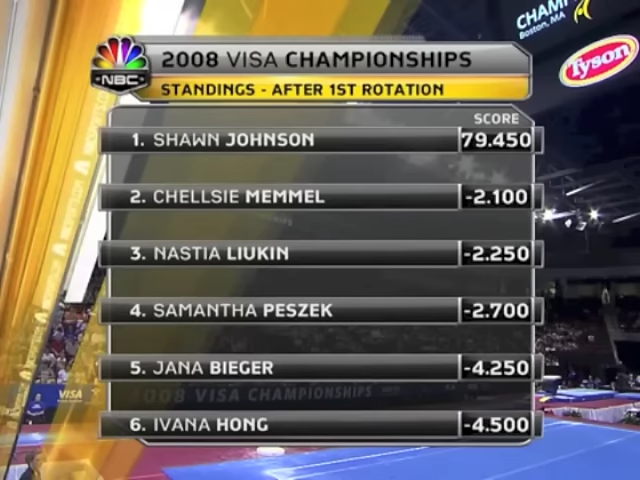 CHAMP
Boston, MA
Tyson
NBC
2008 VISA CHAMPIONSHIPS
STANDINGS - AFTER 1ST ROTATION
SCORE
1. SHAWN JOHNSON 79.450
2. CHELLSIE MEMMEL -2.100
3. NASTIA LIUKIN -2.250
4. SAMANTHA PESZEK -2.700
5. JANA BIEGER -4.250
6. IVANA HONG -4.500
VISA
2008 VISA CHAMPIONSHIPS